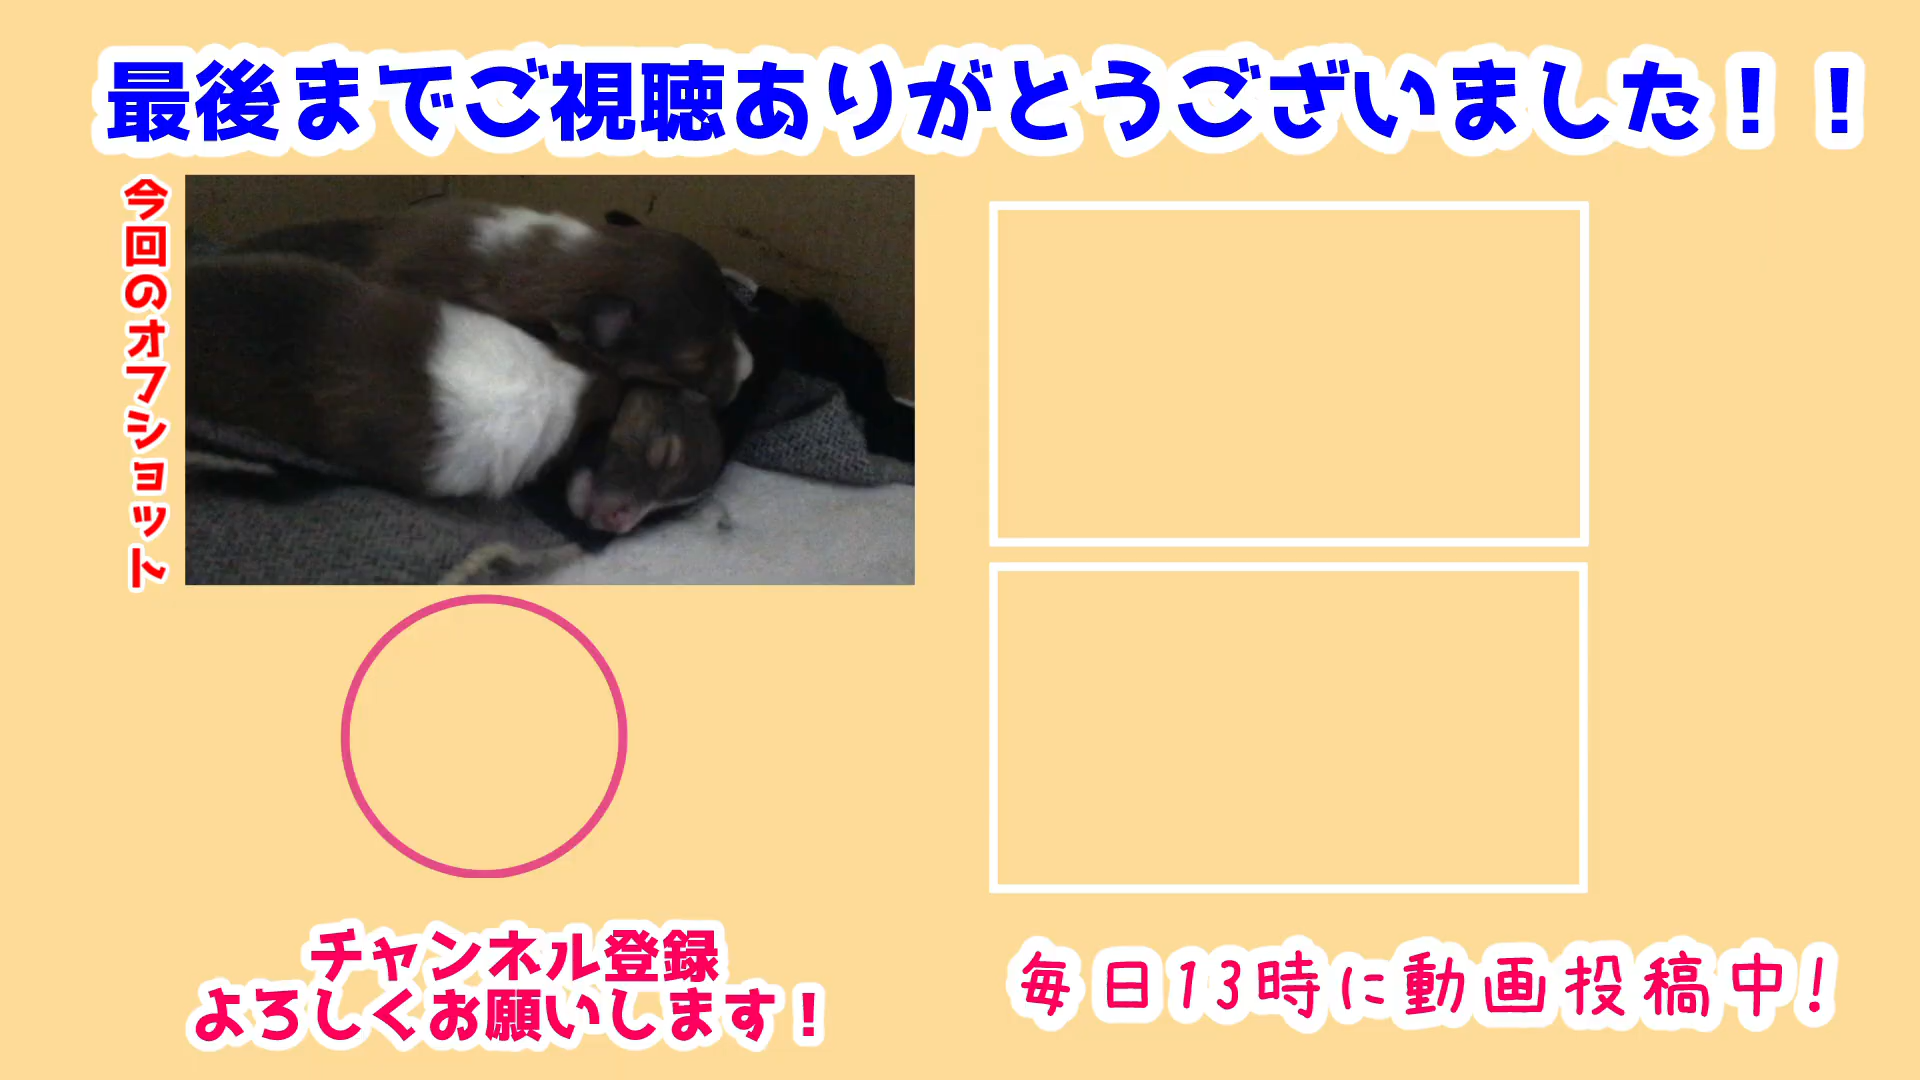 最後までご視聴ありがとうございました！！
今回のオフショット
チャンネル登録
よろしくお願いします！
毎日13時に動画投稿中！